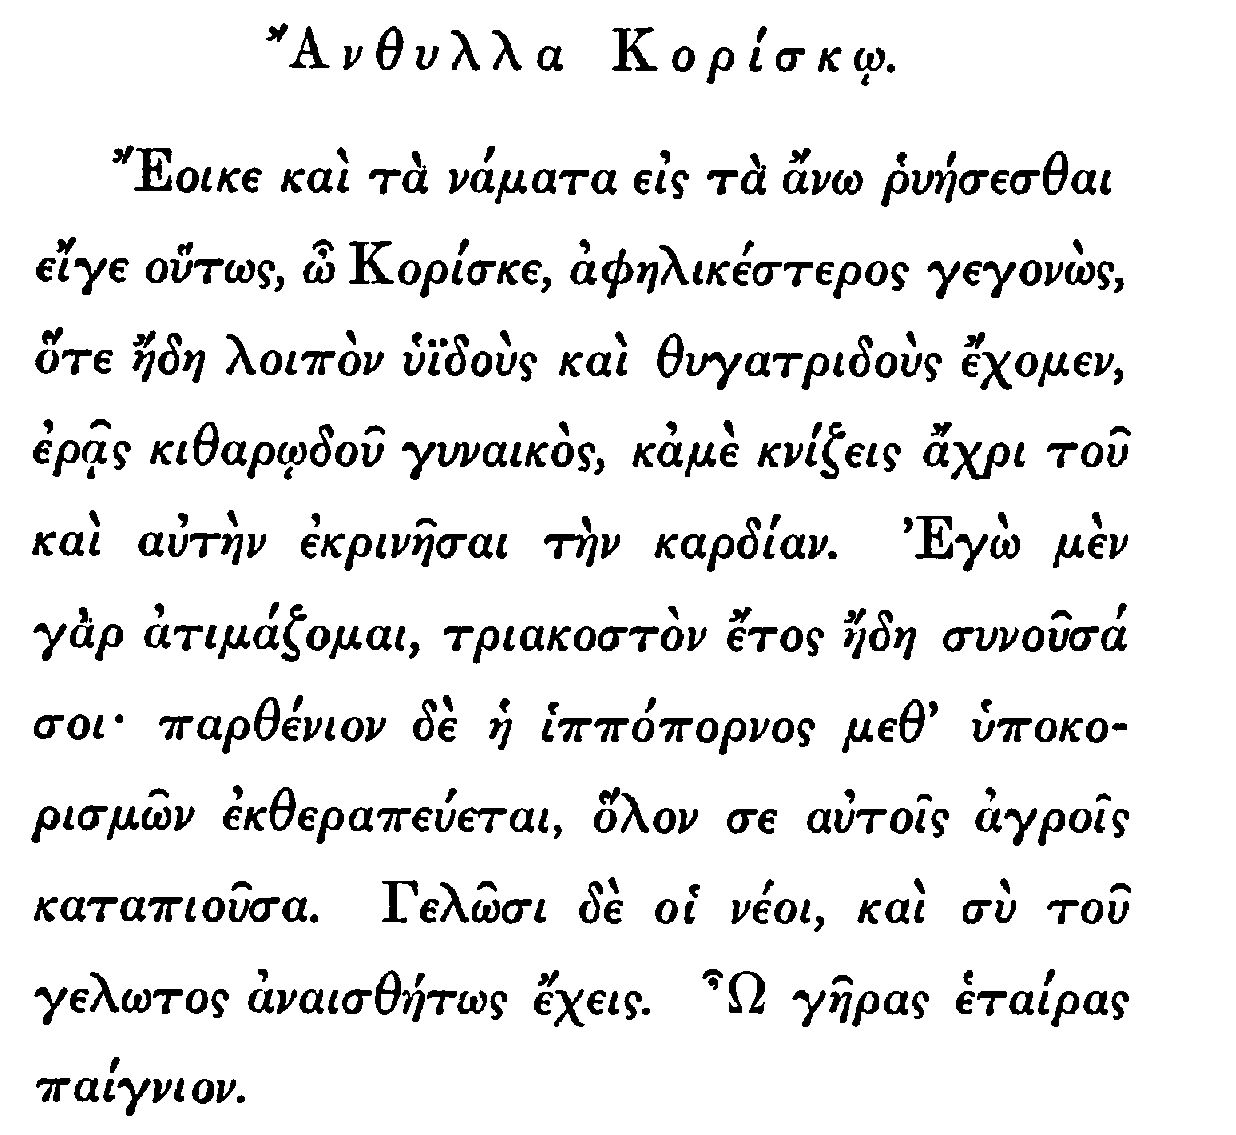 Ἄνθυλλα Κορίσκῳ.
Ἔοικε καὶ τὰ νάματα εἰς τὰ ἄνω ῥυήσεσθαι
εἴγε οὕτως, ὦ Κορίσκε, ἀφηλικέστερος γεγονὼς,
ὅτε ἤδη λοιπὸν ὑϊδοὺς καὶ θυγατριδοὺς ἔχομεν,
ἐρᾷς κιθαρῳδοῦ γυναικὸς, κἀμὲ κνίζεις ἄχρι τοῦ
καὶ αὐτὴν ἐκρινῆσαι τὴν καρδίαν. Ἐγὼ μὲν
γὰρ ἀτιμάζομαι, τριακοστὸν ἔτος ἤδη συνοῦσά
σοι· παρθένιον δὲ ἡ ἱππόπορνος μεθ’ ὑποκο-
ρισμῶν ἐκθεραπεύεται, ὅλον σε αὐτοῖς ἀγροῖς
καταπιοῦσα. Γελῶσι δὲ οἱ νέοι, καὶ σὺ τοῦ
γελωτος ἀναισθήτως ἔχεις. Ὦ γῆρας ἑταίρας
παίγνιον.